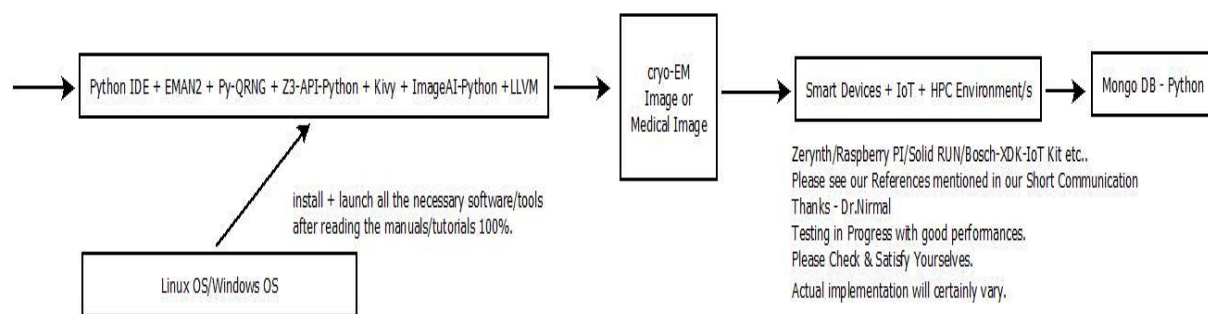 Python IDE + EMAN2 + Py-QRNG + Z3-API-Python + Kivy + ImageAI-Python +LLVM
cryo-EM
Image or
Medical Image
Smart Devices + IoT + HPC Environment/s
Mongo DB - Python
Zerynth/Raspberry PI/Solid RUN/Bosch-XDK-IoT Kit etc..
Please see our References mentioned in our Short Communication
Thanks - Dr.Nirmal
Testing in Progress with good performances.
Please Check & Satisfy Yourselves.
Actual implementation will certainly vary.
install + launch all the necessary software/tools
after reading the manuals/tutorials 100%.
Linux OS/Windows OS